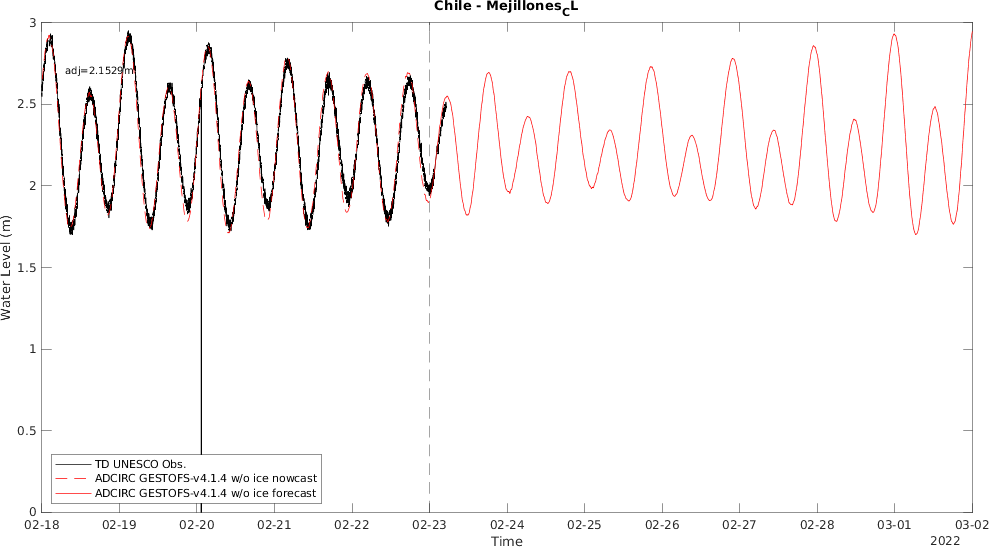 Chile - MejillonesCL
3
adj=2.1529m
2.5
2
1.5
1
0.5
0
Water Level (m)
TD UNESCO Obs.
ADCIRC GESTOFS-v4.1.4 w/o ice nowcast
ADCIRC GESTOFS-v4.1.4 w/o ice forecast
02-18 02-19 02-20 02-21 02-22 02-23 02-24 02-25 02-26 02-27 02-28 03-01 03-02
Time
2022